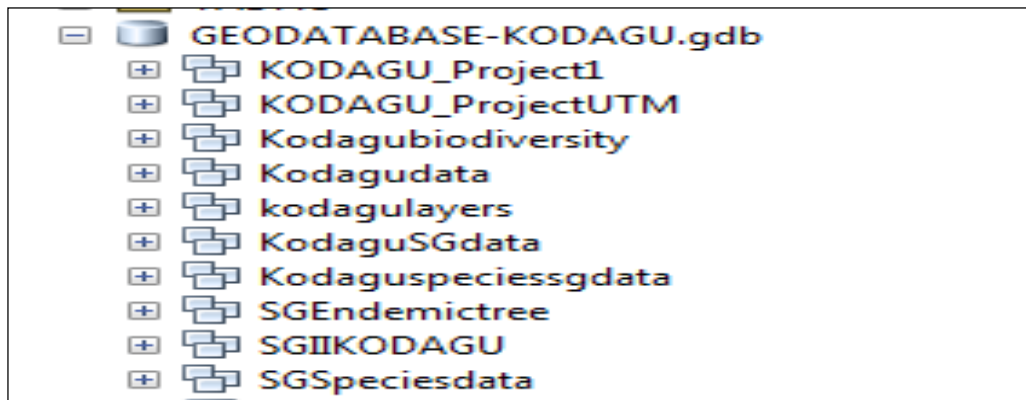 GEODATABASE-KODAGU.gdb
KODAGU_Project1
KODAGU_ProjectUTM
Kodagubiodiversity
Kodagudata
kodagulayers
KodaguSGdata
Kodaguspeciessgdata
SGEndemictree
SGIIKODAGU
SGSpeciesdata